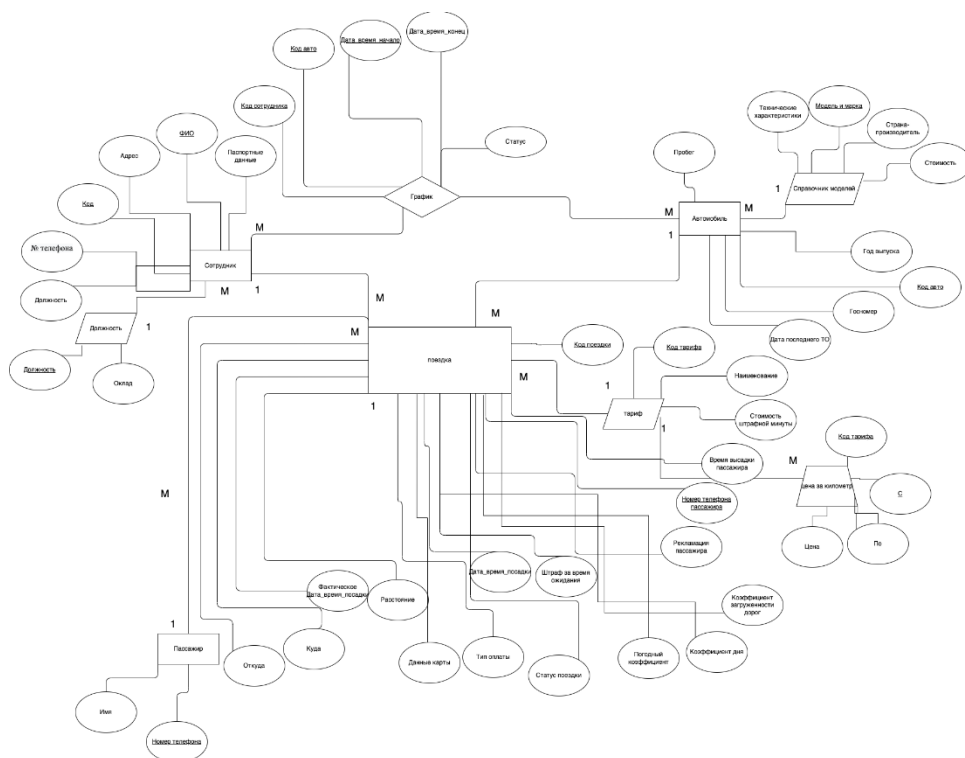 Дата_время_конец
Код авто
Дата_время_начало
Код сотрудника
Статус
ФИО
Адрес
Паспортные
данные
Код
№ телефона
Должность
Сотрудник
График
М
М
1
М
Должность
1
Должность
Оклад
Технические
характеристики
Модель и марка
Страна-
производитель
Стоимость
Справочник моделей
1
Пробег
М
М
Автомобиль
1
Год выпуска
Код авто
Госномер
Дата последнего ТО
М
М
М
поездка
М
1
Код поездки
Код тарифа
Наименование
1
тариф
1
Стоимость
штрафной минуты
Время высадки
пассажира
Номер телефона
пассажира
Рекламации
пассажира
М
Код тарифа
Цена за километр
С
Цена
По
Дата_время_посадки
Штраф за время
ожидания
Фактическое
Дата_время_посадки
Расстояние
Коэффициент
загруженности
дорог
Куда
Откуда
Данные карты
Тип оплаты
Статус поездки
Погодный
коэффициент
Коэффициент дня
М
1
Пассажир
Имя
Номер телефона